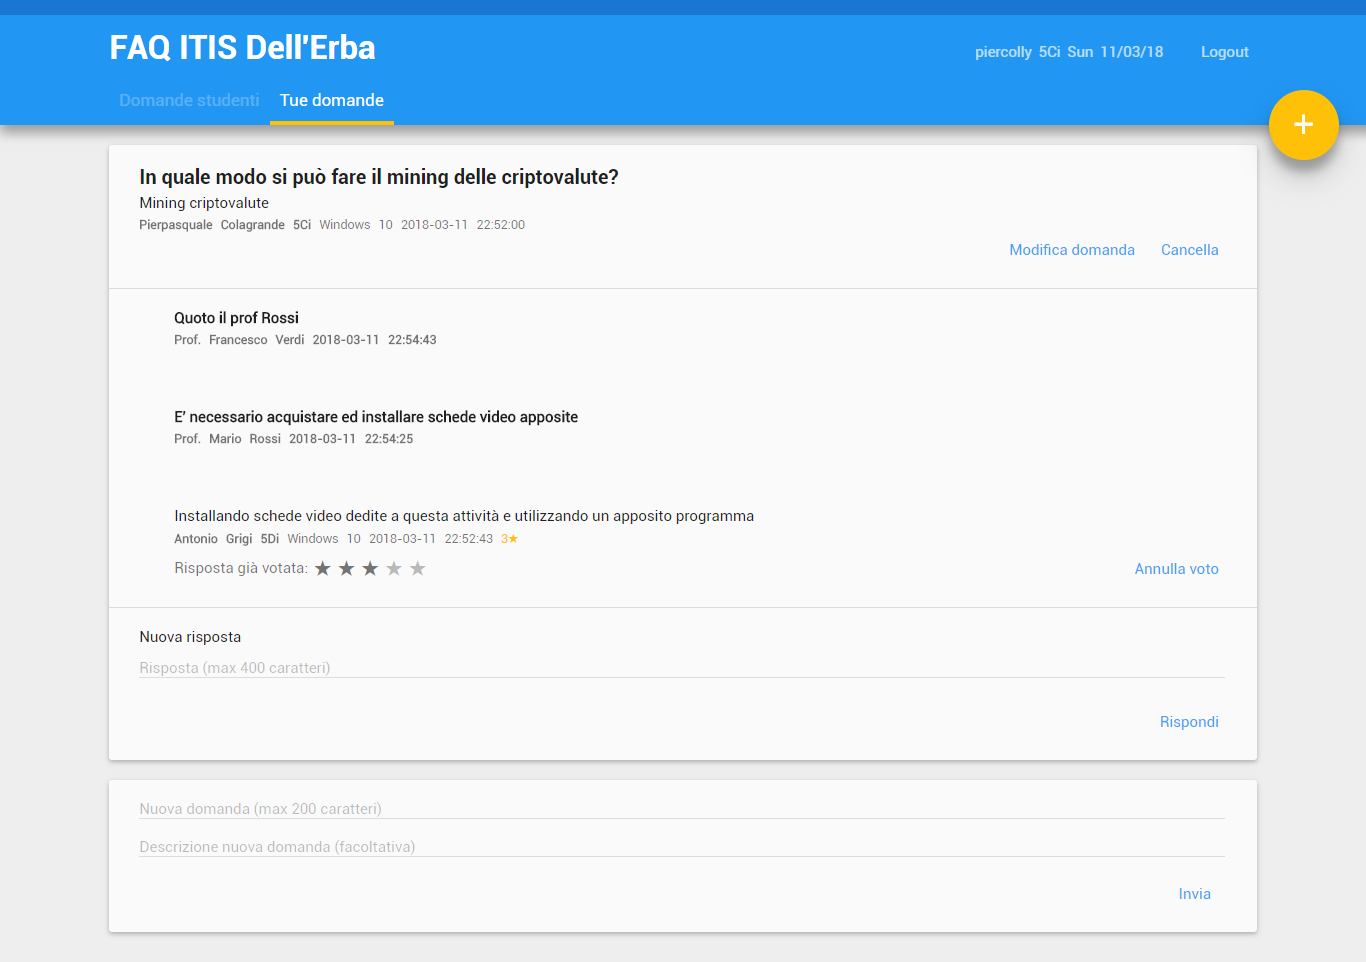 FAQ ITIS Dell'Erba
piercolly 5Ci Sun 11/03/18 Logout
Domande studenti Tue domande
+
In quale modo si può fare il mining delle criptovalute?
Mining criptovalute
Pierpasquale Colagrande 5Ci Windows 10 2018-03-11 22:52:00
Modifica domanda Cancella
Quoto il prof Rossi
Prof. Francesco Verdi 2018-03-11 22:54:43
E' necessario acquistare ed installare schede video apposite
Prof. Mario Rossi 2018-03-11 22:54:25
Installando schede video dedite a questa attività e utilizzando un apposito programma
Antonio Grigi 5Di Windows 10 2018-03-11 22:52:43 3★
Risposta già votata: ★ ★ ★ ★ ★ Annulla voto
Nuova risposta
Risposta (max 400 caratteri)
Rispondi
Nuova domanda (max 200 caratteri)
Descrizione nuova domanda (facoltativa)
Invia